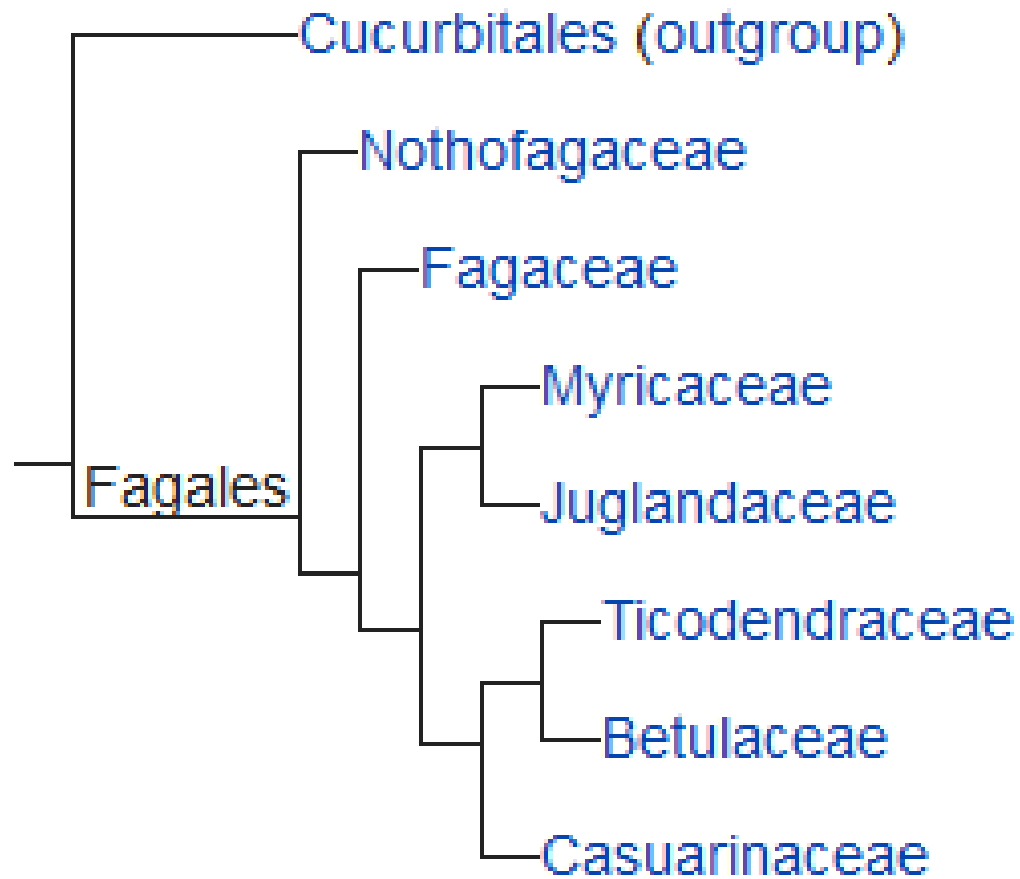 Cucurbitales (outgroup)
Nothofagaceae
Fagaceae
Myricaceae
Fagales
Juglandaceae
Ticodendraceae
Betulaceae
Casuarinaceae